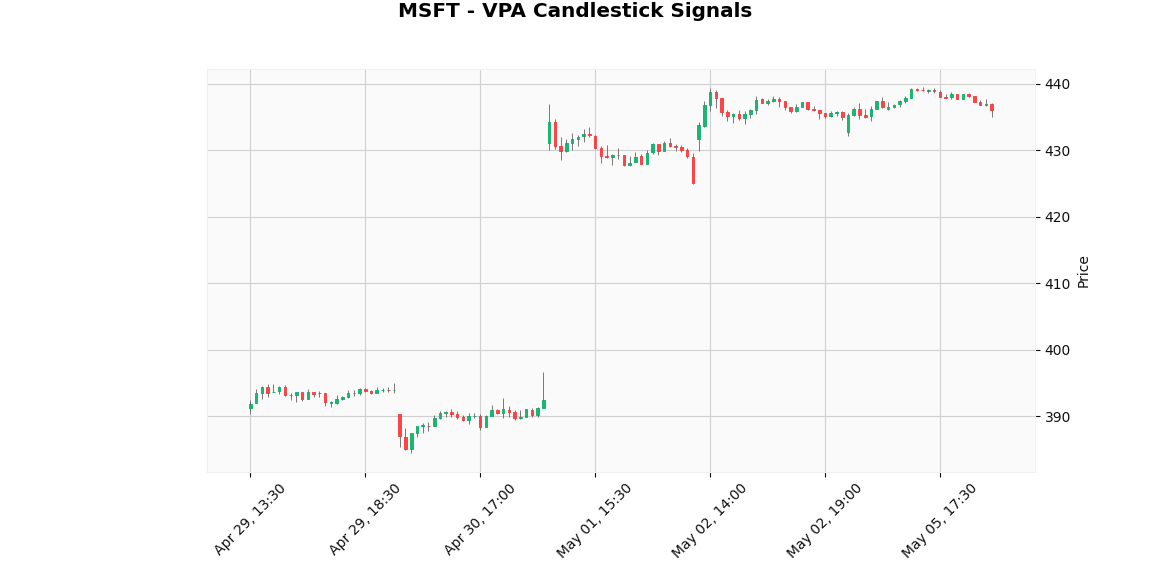 MSFT - VPA Candlestick Signals
440
430
420
410
400
390
Price
Apr 29, 13:30
Apr 29, 18:30
Apr 30, 17:00
May 01, 15:30
May 02, 14:00
May 02, 19:00
May 05, 17:30